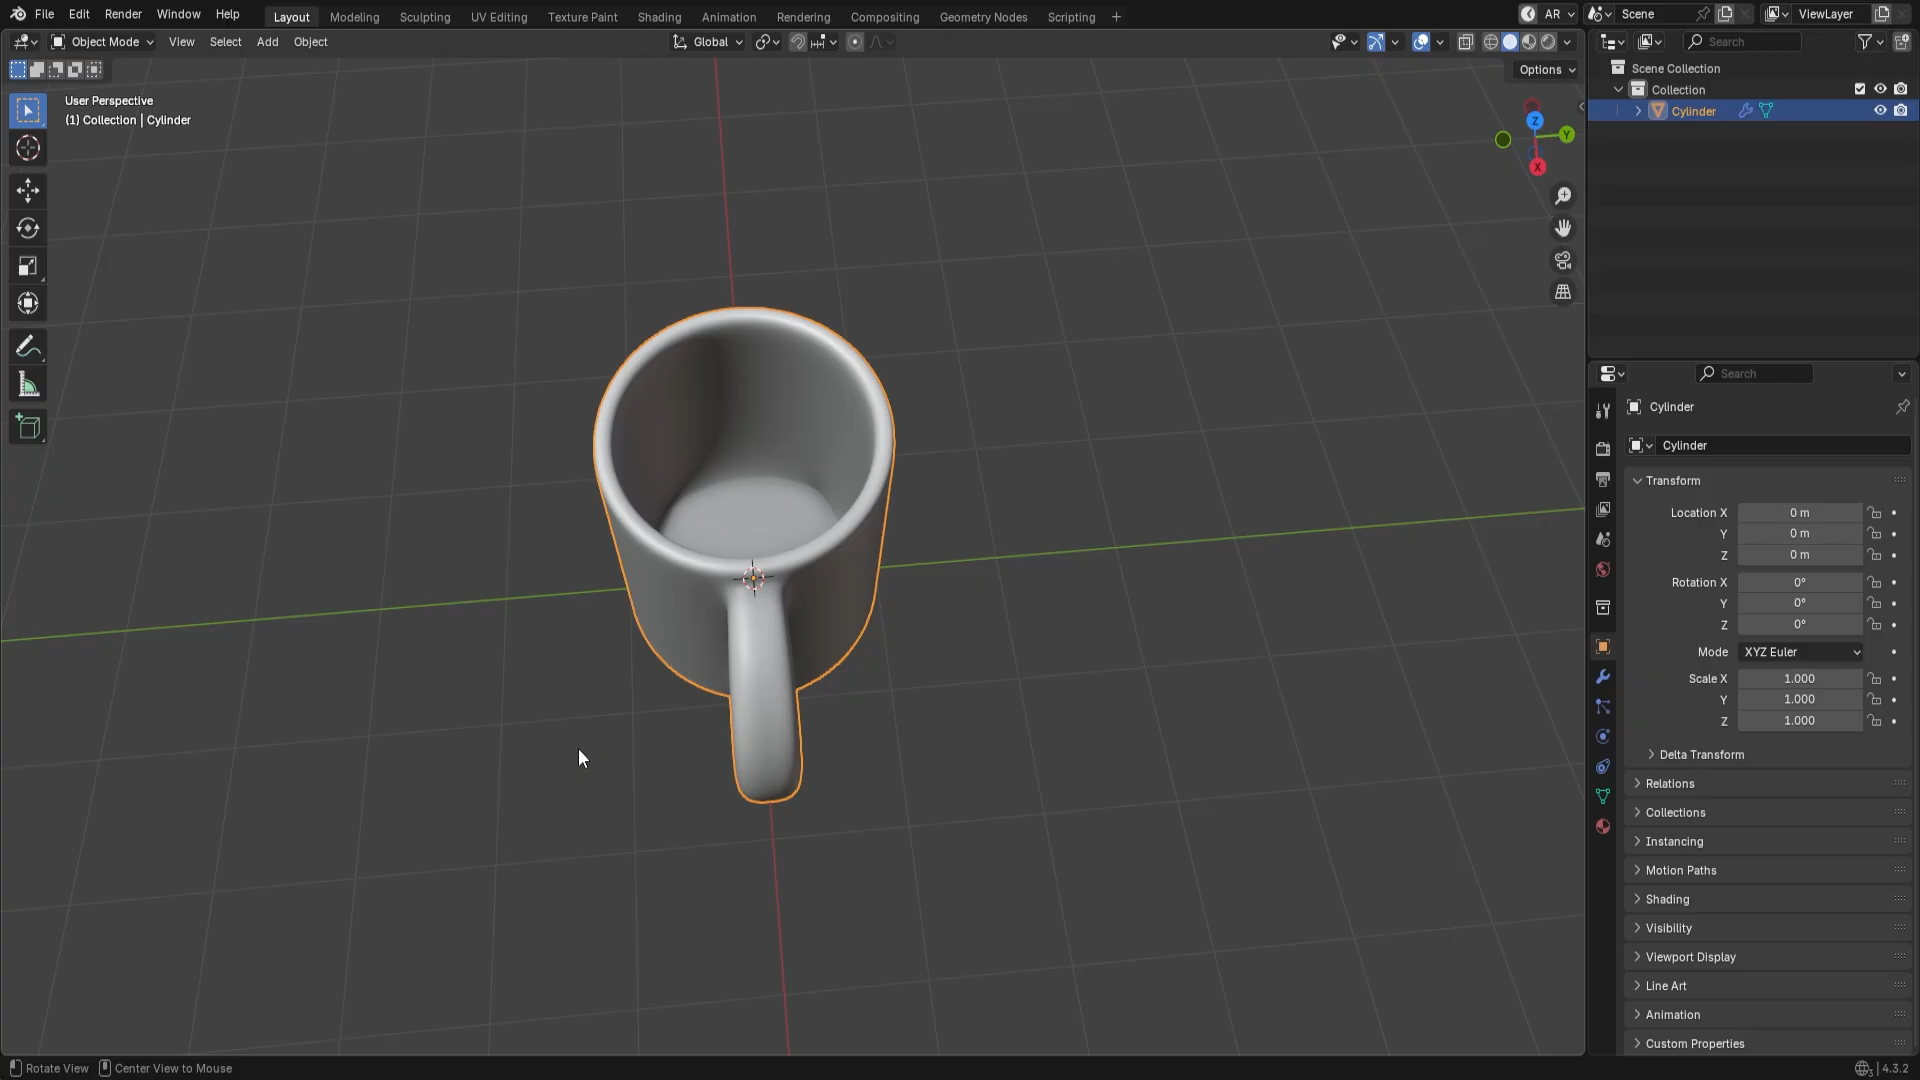 File Edit Render Window Help Layout Modeling Sculpting UV Editing Texture Paint Shading Animation Rendering Compositing Geometry Nodes Scripting + AR Scene ViewLayer
Object Mode View Select Add Object Global Search
Options
User Perspective
(1) Collection | Cylinder
Z
Y
X
Scene Collection
Collection
Cylinder
Search
Cylinder
Cylinder
Transform
Location X 0 m
Y 0 m
Z 0 m
Rotation X 0°
Y 0°
Z 0°
Mode XYZ Euler
Scale X 1.000
Y 1.000
Z 1.000
Delta Transform
Relations
Collections
Instancing
Motion Paths
Shading
Visibility
Viewport Display
Line Art
Animation
Custom Properties
Rotate View Center View to Mouse 4.3.2